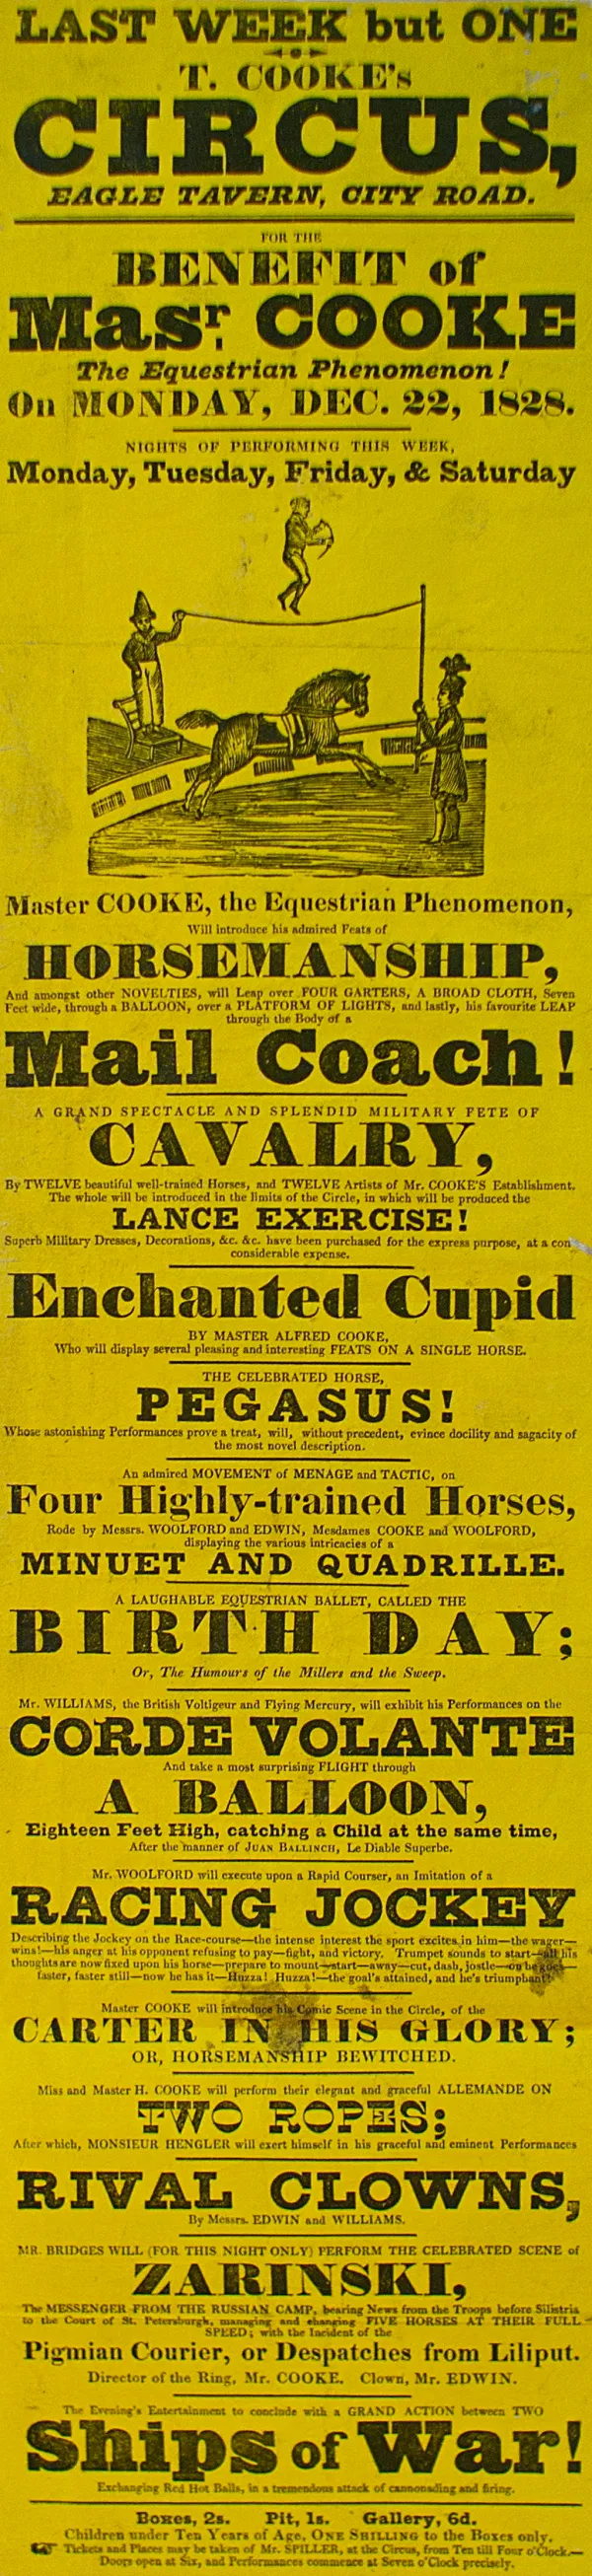 LAST WEEK but ONE
T. COOKE's
CIRCUS,
EAGLE TAVERN, CITY ROAD.
FOR THE
BENEFIT of
Masr. COOKE
The Equestrian Phenomenon!
On MONDAY, DEC. 22, 1828.
NIGHTS OF PERFORMING THIS WEEK,
Monday, Tuesday, Friday, & Saturday
Master COOKE, the Equestrian Phenomenon,
Will introduce his admired Feats of
HORSEMANSHIP,
And amongst other NOVELTIES, will Leap over FOUR GARTERS, A BROAD CLOTH, Seven
Feet wide, through a BALLOON, over a PLATFORM OF LIGHTS, and lastly, his favourite LEAP
through the Body of a
Mail Coach!
A GRAND SPECTACLE AND SPLENDID MILITARY FETE OF
CAVALRY,
By TWELVE beautiful well-trained Horses, and TWELVE Artists of Mr. COOKE'S Establishment.
The whole will be introduced in the limits of the Circle, in which will be produced the
LANCE EXERCISE!
Superb Military Dresses, Decorations, &c. &c. have been purchased for the express purpose, at a con
considerable expense.
Enchanted Cupid
BY MASTER ALFRED COOKE,
Who will display several pleasing and interesting FEATS ON A SINGLE HORSE.
THE CELEBRATED HORSE,
PEGASUS!
Whose astonishing Performances prove a treat, will, without precedent, evince docility and sagacity of
the most novel description.
An admired MOVEMENT of MENAGE and TACTIC, on
Four Highly-trained Horses,
Rode by Messrs. WOOLFORD and EDWIN, Mesdames COOKE and WOOLFORD,
displaying the various intricacies of a
MINUET AND QUADRILLE.
A LAUGHABLE EQUESTRIAN BALLET, CALLED THE
BIRTH DAY;
Or, The Humours of the Millers and the Sweep.
Mr. WILLIAMS, the British Voltigeur and Flying Mercury, will exhibit his Performances on the
CORDE VOLANTE
And take a most surprising FLIGHT through
A BALLOON,
Eighteen Feet High, catching a Child at the same time,
After the manner of JUAN BALLINCH, Le Diable Superbe.
Mr. WOOLFORD will execute upon a Rapid Courser, an Imitation of a
RACING JOCKEY
Describing the Jockey on the Race-course—the intense interest the sport excites in him—the wager—
wins!—his anger at his opponent refusing to pay—fight, and victory. Trumpet sounds to start—all his
thoughts are now fixed upon his horse—prepare to mount—start—away—cut, dash, jostle—on he goes—
faster, faster still—now he has it—Huzza! Huzza!—the goal's attained, and he's triumphant!
Master COOKE will introduce his Comic Scene in the Circle, of the
CARTER IN HIS GLORY;
OR, HORSEMANSHIP BEWITCHED.
Miss and Master H. COOKE will perform their elegant and graceful ALLEMANDE ON
TWO ROPES;
After which, MONSIEUR HENGLER will exert himself in his graceful and eminent Performances
RIVAL CLOWNS,
By Messrs. EDWIN and WILLIAMS.
MR. BRIDGES WILL (FOR THIS NIGHT ONLY) PERFORM THE CELEBRATED SCENE of
ZARINSKI,
The MESSENGER FROM THE RUSSIAN CAMP, bearing News from the Troops before Silistria
to the Court of St. Petersburgh, managing and changing FIVE HORSES AT THEIR FULL
SPEED; with the Incident of the
Pigmian Courier, or Despatches from Liliput.
Director of the Ring, Mr. COOKE. Clown, Mr. EDWIN.
The Evening's Entertainment to conclude with a GRAND ACTION between TWO
Ships of War!
Exchanging Red Hot Balls, in a tremendous attack of cannonading and firing.
Boxes, 2s. Pit, 1s. Gallery, 6d.
Children under Ten Years of Age, ONE SHILLING to the Boxes only.
Tickets and Places may be taken of Mr. SPILLER, at the Circus, from Ten till Four o'Clock.—
Doors open at Six, and Performances commence at Seven o'Clock precisely.